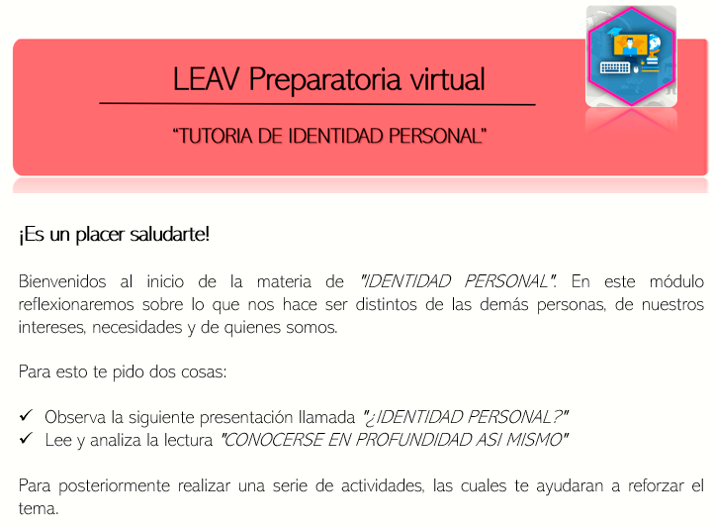 LEAV Preparatoria virtual
“TUTORIA DE IDENTIDAD PERSONAL”
¡Es un placer saludarte!
Bienvenidos al inicio de la materia de "IDENTIDAD PERSONAL". En este módulo
reflexionaremos sobre lo que nos hace ser distintos de las demás personas, de nuestros
intereses, necesidades y de quienes somos.
Para esto te pido dos cosas:
✓ Observa la siguiente presentación llamada "¿IDENTIDAD PERSONAL?"
✓ Lee y analiza la lectura "CONOCERSE EN PROFUNDIDAD ASI MISMO"
Para posteriormente realizar una serie de actividades, las cuales te ayudaran a reforzar el
tema.